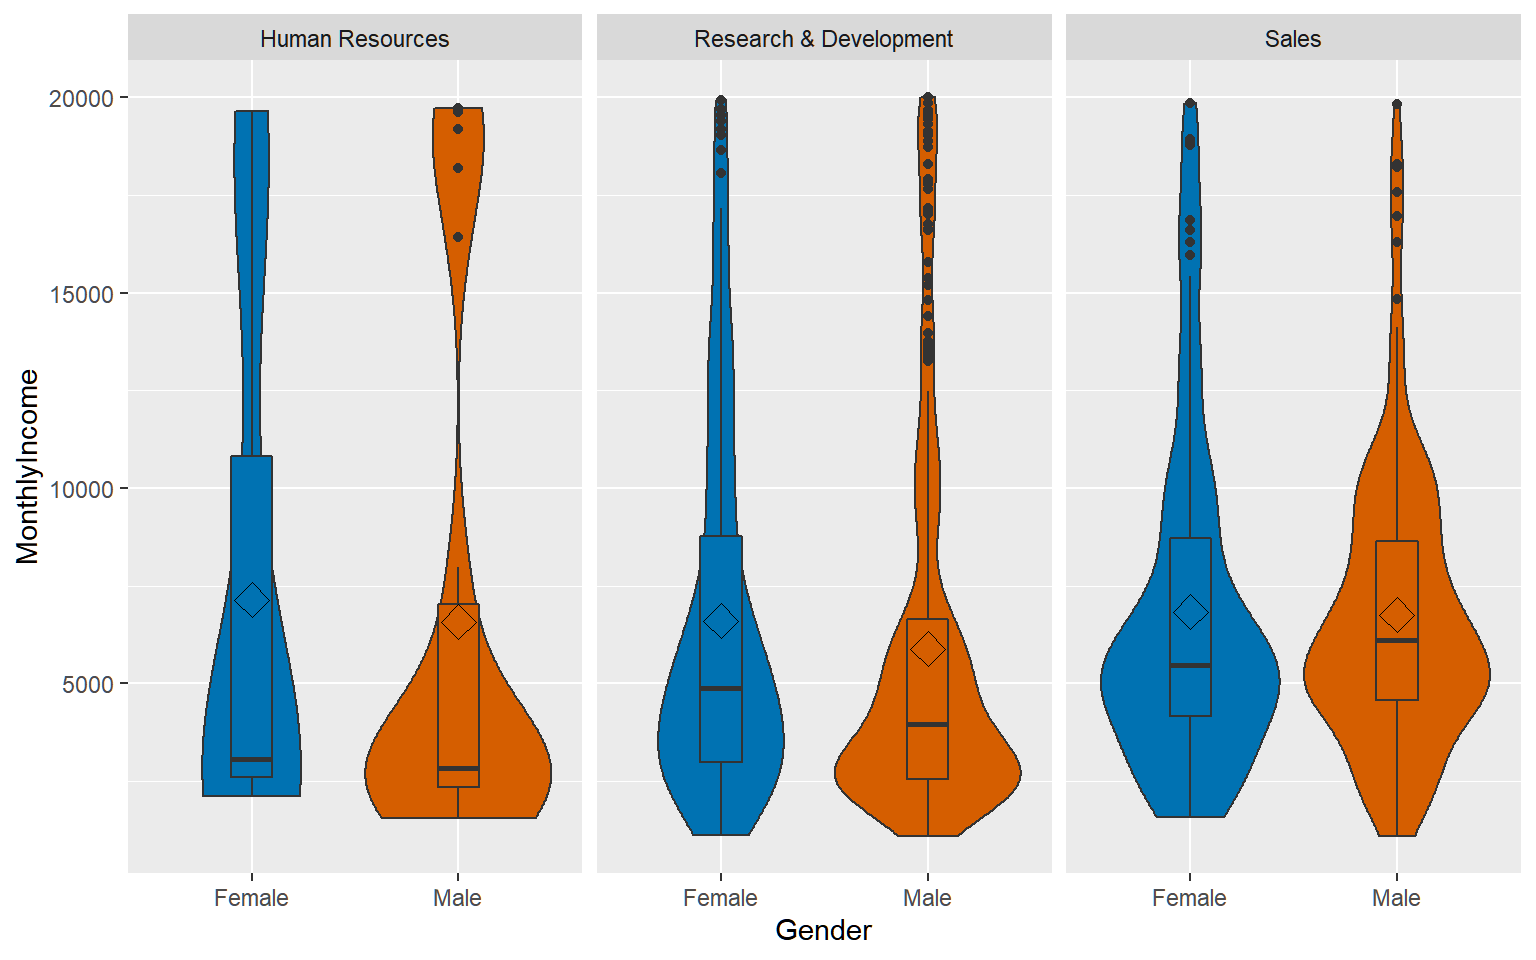 Human Resources
Research & Development
Sales
MonthlyIncome
20000
15000
10000
5000
Female
Male
Female
Male
Female
Male
Gender